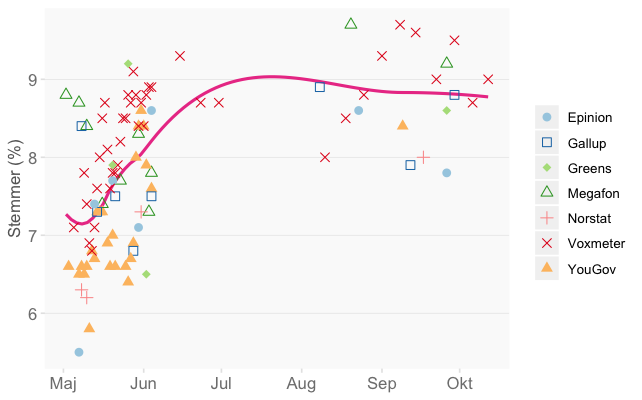 Stemmer (%)
9
8
7
6
Maj Jun Jul Aug Sep Okt
Epinion
Gallup
Greens
Megafon
Norstat
Voxmeter
YouGov